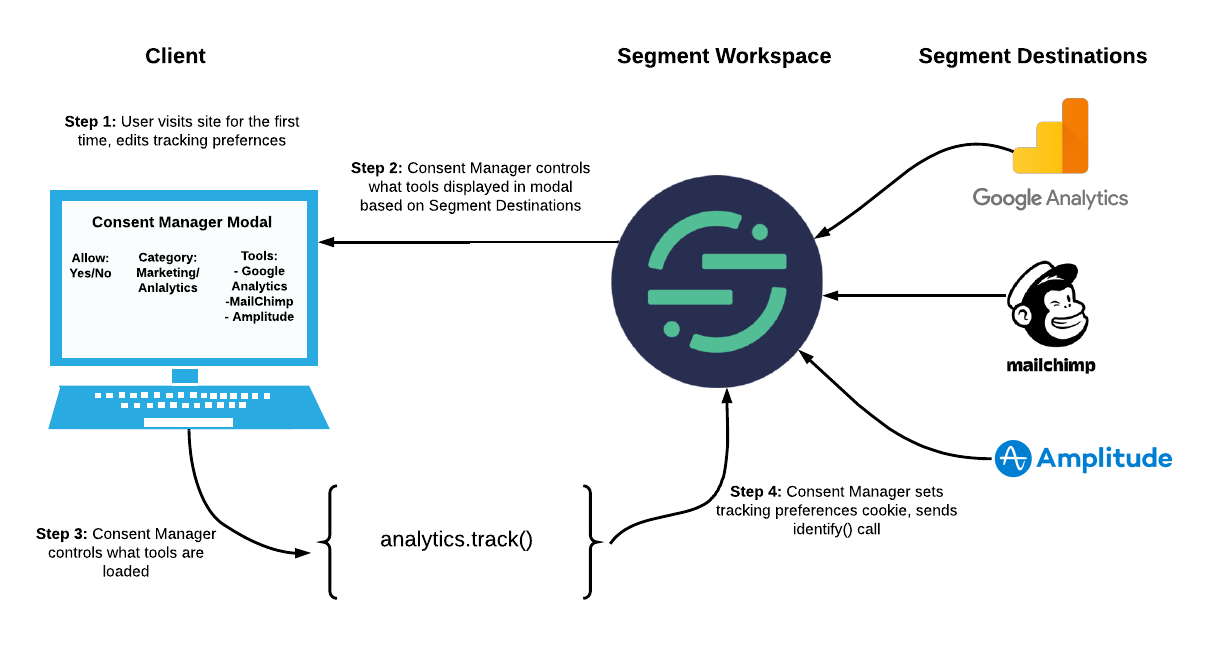 Client
Segment Workspace
Segment Destinations
Step 1: User visits site for the first
time, edits tracking prefernces
Step 2: Consent Manager controls
what tools displayed in modal
based on Segment Destinations
Consent Manager Modal
Allow:
Yes/No
Category:
Marketing/
Anlalytics
Tools:
- Google
Analytics
-MailChimp
- Amplitude
Google Analytics
mailchimp
Amplitude
Step 3: Consent Manager
controls what tools are
loaded
analytics.track()
Step 4: Consent Manager sets
tracking preferences cookie, sends
identify() call